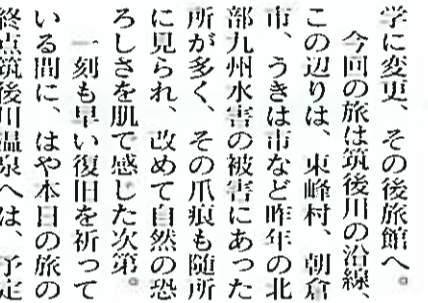 学に変更、その後旅館へ。
今回の旅は筑後川の沿線
この辺りは、東峰村、朝倉
市、うきは市など昨年の北
部九州水害の被害にあった
所が多く、その爪痕も随所
に見られ、改めて自然の恐
ろしさを肌で感じた次第。
一刻も早い復旧を祈って
いる間に、はや本日の旅の
終点筑後川温泉へは、予定